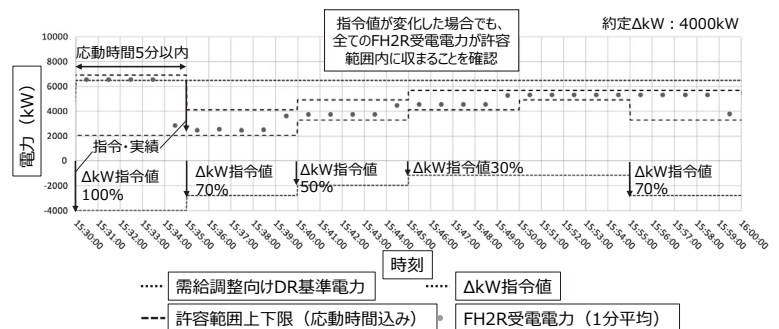 指令値が変化した場合でも、
全てのFH2R受電電力が許容
範囲内に収まることを確認
約定ΔkW：4000kW
応動時間5分以内
電力（kW）
10000
8000
6000
4000
2000
0
-2000
-4000
指令・実績
ΔkW指令値
100%
ΔkW指令値
70%
ΔkW指令値
50%
ΔkW指令値30%
ΔkW指令値
70%
15:30:00
15:31:00
15:32:00
15:33:00
15:34:00
15:35:00
15:36:00
15:37:00
15:38:00
15:39:00
15:40:00
15:41:00
15:42:00
15:43:00
15:44:00
15:45:00
15:46:00
15:47:00
15:48:00
15:49:00
15:50:00
15:51:00
15:52:00
15:53:00
15:54:00
15:55:00
15:56:00
15:57:00
15:58:00
15:59:00
16:00:00
時刻
需給調整向けDR基準電力
ΔkW指令値
許容範囲上下限（応動時間込み）
FH2R受電電力（1分平均）